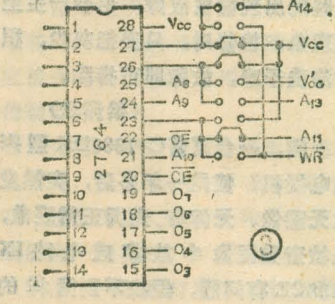 A14
1 28 Vcc
2 27 Vcc
3 26
4 25 A8 V'cc
5 24 A9 A13
6 23
7 22 OE A11
8 21 A10 WR
9 20 CE
10 19 O7
11 18 O6
12 17 O5
13 16 O4
14 15 O3
2764
6